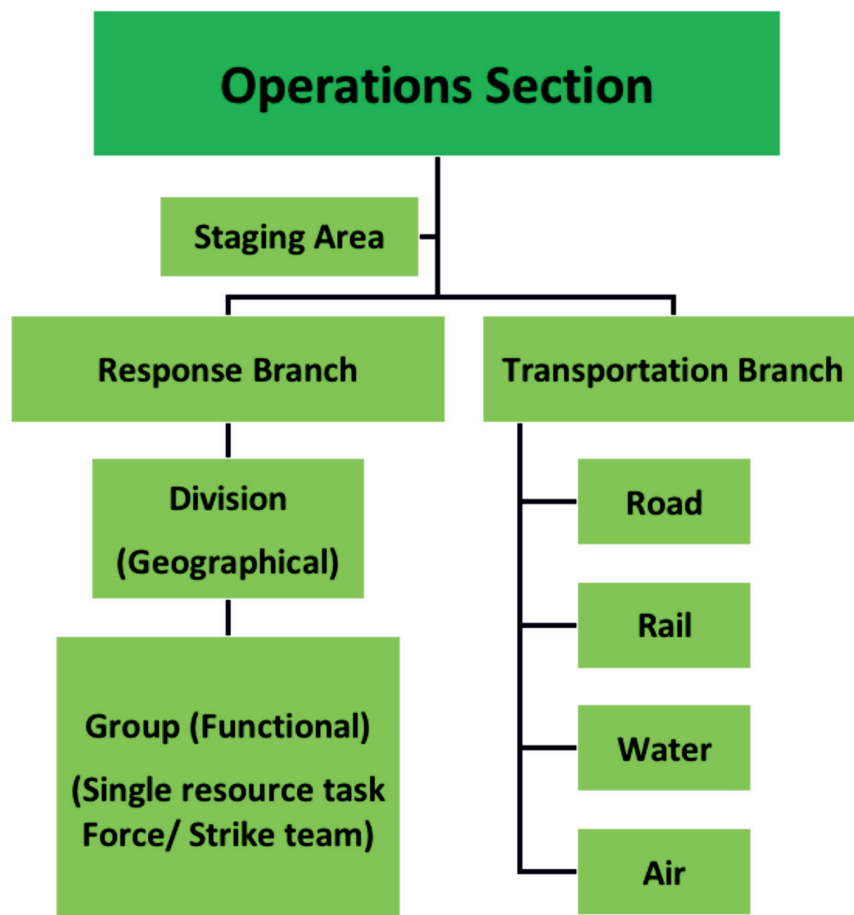 Operations Section
Staging Area
Response Branch
Transportation Branch
Division
(Geographical)
Group (Functional)
(Single resource task
Force/ Strike team)
Road
Rail
Water
Air